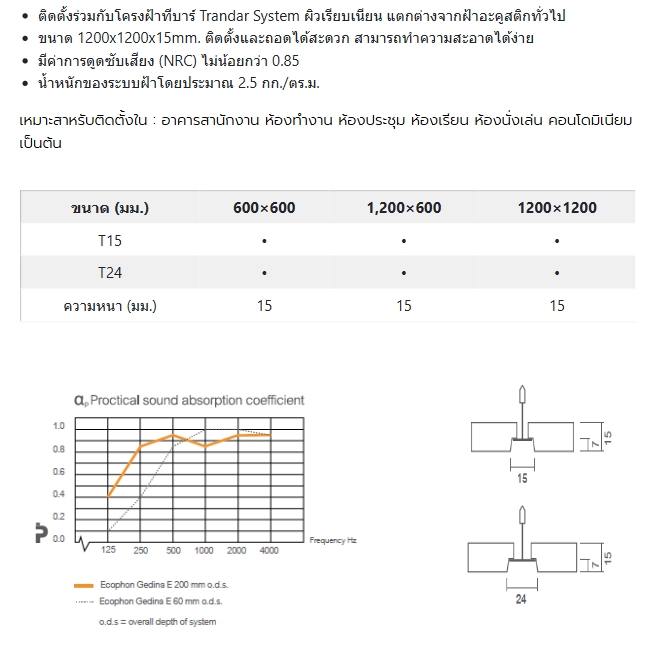 • ติดตั้งร่วมกับโครงฝ้าทีบาร์ Trandar System ผิวเรียบเนียน แตกต่างจากฝ้าอะคูสติกทั่วไป
• ขนาด 1200x1200x15mm. ติดตั้งและถอดได้สะดวก สามารถทำความสะอาดได้ง่าย
• มีค่าการดูดซับเสียง (NRC) ไม่น้อยกว่า 0.85
• น้ำหนักของระบบฝ้าโดยประมาณ 2.5 กก./ตร.ม.
เหมาะสาหรับติดตั้งใน : อาคารสานักงาน ห้องทำงาน ห้องประชุม ห้องเรียน ห้องนั่งเล่น คอนโดมิเนียม
เป็นต้น
ขนาด (มม.) 600×600 1,200×600 1200×1200
T15 • • •
T24 • • •
ความหนา (มม.) 15 15 15
αp Practical sound absorption coefficient
1.0
0.8
0.6
0.4
0.2
0.0
125 250 500 1000 2000 4000 Frequency Hz
Ecophon Gedina E 200 mm o.d.s.
Ecophon Gedina E 60 mm o.d.s.
o.d.s = overall depth of system
7 15
15
7 15
24